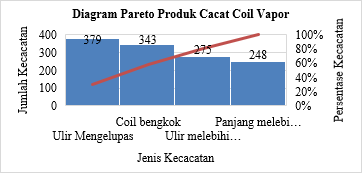 Diagram Pareto Produk Cacat Coil Vapor
Jumlah Kecacatan
400
300
200
100
0
379
343
275
248
100%
80%
60%
40%
20%
0%
Persentase Kecacatan
Ulir Mengelupas
Coil bengkok
Ulir melebihi…
Panjang melebi…
Jenis Kecacatan